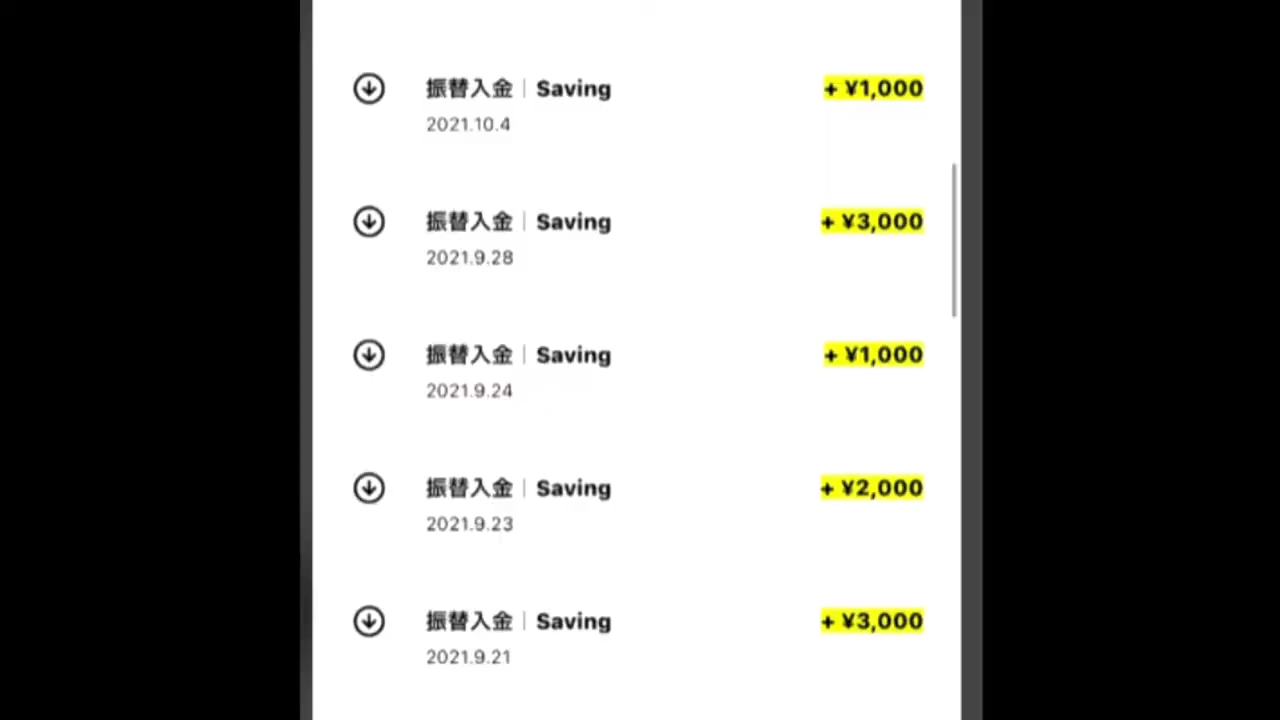 振替入金｜Saving + ¥1,000
2021.10.4
振替入金｜Saving + ¥3,000
2021.9.28
振替入金｜Saving + ¥1,000
2021.9.24
振替入金｜Saving + ¥2,000
2021.9.23
振替入金｜Saving + ¥3,000
2021.9.21